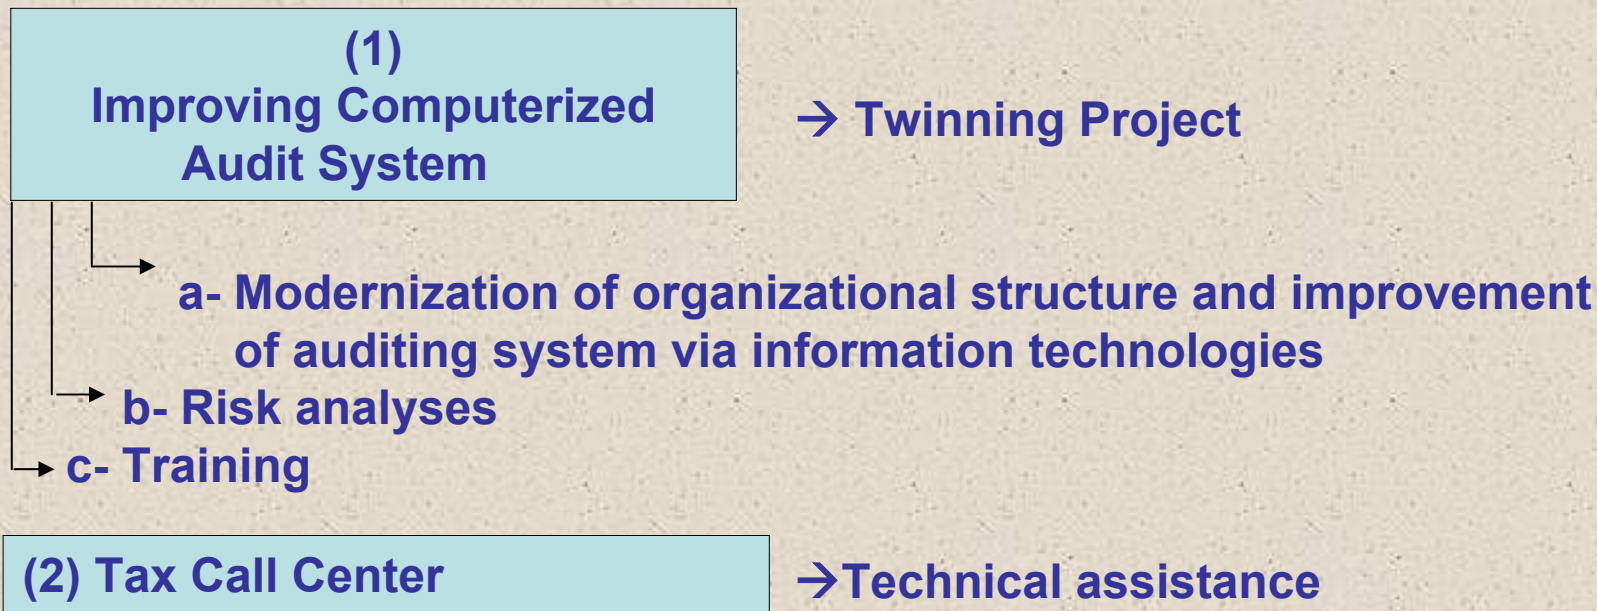 (1)
Improving Computerized
Audit System
→ Twinning Project
a- Modernization of organizational structure and improvement
of auditing system via information technologies
b- Risk analyses
c- Training
(2) Tax Call Center
→Technical assistance